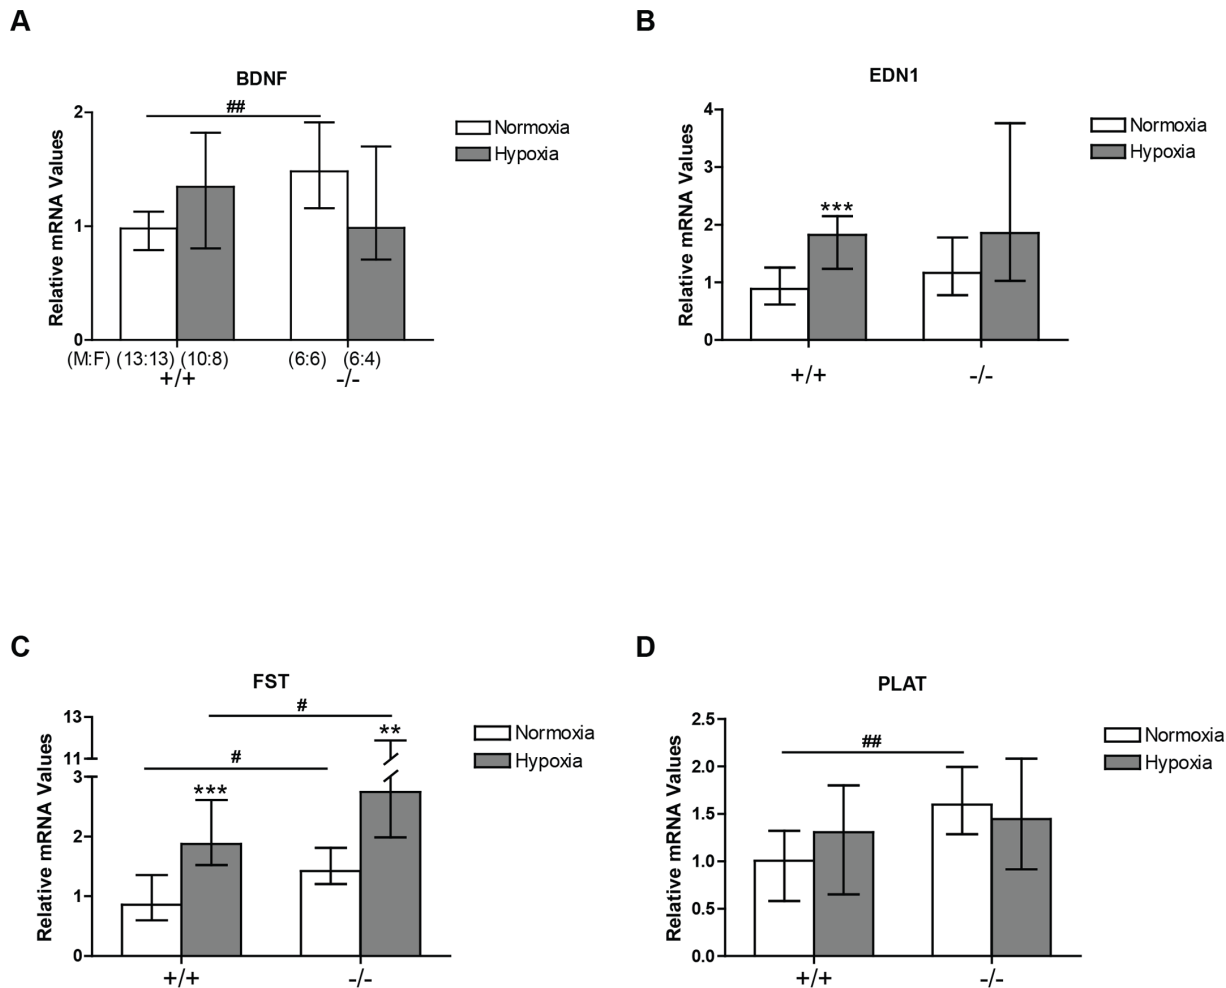 A
BDNF
##
Normoxia
Hypoxia
Relative mRNA Values
2
1
0
(M:F) (13:13) (10:8) (6:6) (6:4)
+/+ -/-
B
EDN1
***
Normoxia
Hypoxia
Relative mRNA Values
4
3
2
1
0
+/+ -/-
C
FST
#
**
#
***
Normoxia
Hypoxia
Relative mRNA Values
13
11
3
2
1
0
+/+ -/-
D
PLAT
##
Normoxia
Hypoxia
Relative mRNA Values
2.5
2.0
1.5
1.0
0.5
0.0
+/+ -/-